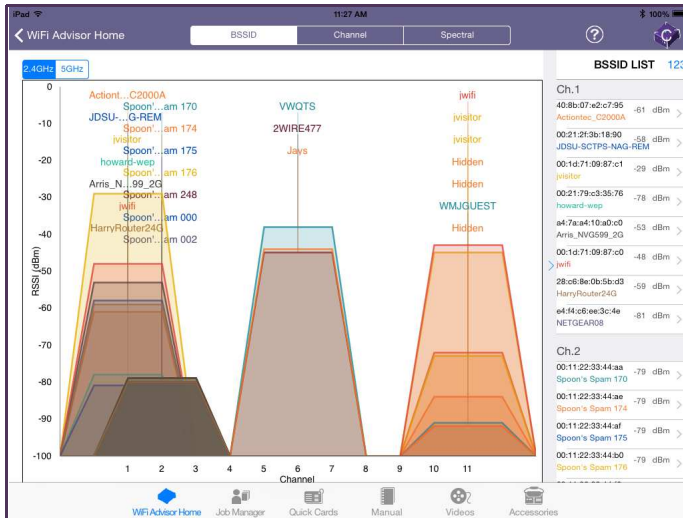 iPad 11:27 AM 100%
WiFi Advisor Home BSSID Channel Spectral ?
2.4GHz 5GHz
BSSID LIST 123
0
-10
-20
-30
-40
-50
-60
-70
-80
-90
-100
RSSI (dBm)
Actiont...C2000A
Spoon'...am 170
JDSU-...G-REM
Spoon'...am 174
jvisitor
Spoon'...am 175
howard-wep
Spoon'...am 176
Arris_N...99_2G
Spoon'...am 248
jwifi
Spoon'...am 000
HarryRouter24G
Spoon'...am 002
VWQTS
2WIRE477
Jays
jwifi
jvisitor
jvisitor
Hidden
Hidden
Hidden
WMJGUEST
Hidden
1 2 3 4 5 6 7 8 9 10 11
Channel
Ch.1
40:8b:07:e2:c7:95 -61 dBm
Actiontec_C2000A
00:21:2f:3b:18:90 -58 dBm
JDSU-SCTPS-NAG-REM
00:1d:71:09:87:c1 -29 dBm
jvisitor
00:21:79:c3:35:76 -78 dBm
howard-wep
a4:7a:a4:10:a0:c0 -53 dBm
Arris_NVG599_2G
00:1d:71:09:87:c0 -48 dBm
jwifi
28:c6:8e:0b:5b:d3 -59 dBm
HarryRouter24G
e4:f4:c6:ee:3c:4e -81 dBm
NETGEAR08
Ch.2
00:11:22:33:44:aa -79 dBm
Spoon's Spam 170
00:11:22:33:44:ae -79 dBm
Spoon's Spam 174
00:11:22:33:44:af -79 dBm
Spoon's Spam 175
00:11:22:33:44:b0 -79 dBm
Spoon's Spam 176
WiFi Advisor Home Job Manager Quick Cards Manual Videos Accessories